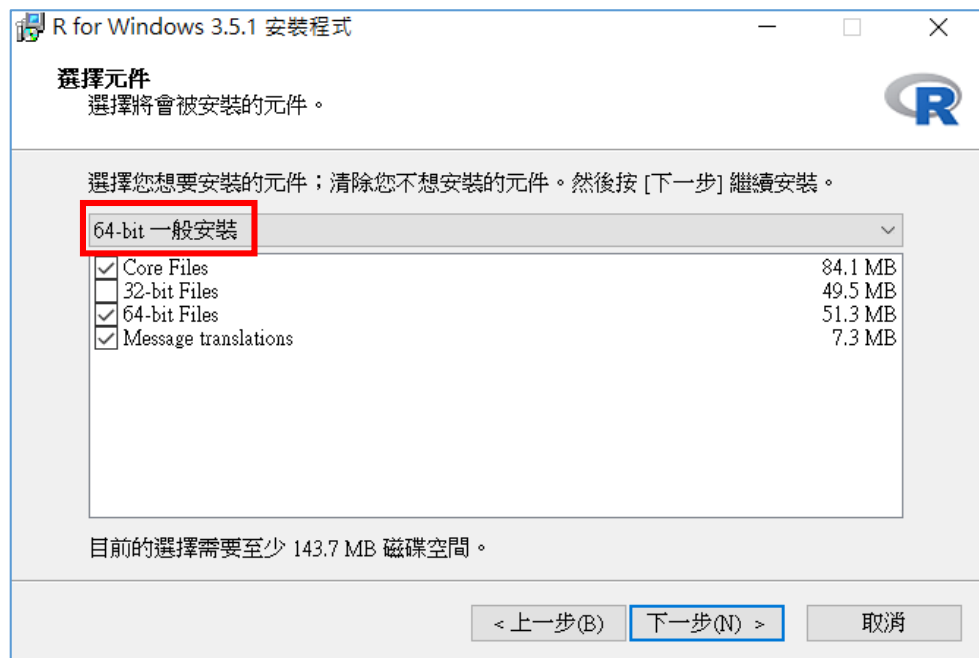 R for Windows 3.5.1 安裝程式
選擇元件
選擇將會被安裝的元件。
R
選擇您想要安裝的元件；清除您不想安裝的元件。然後按 [下一步] 繼續安裝。
64-bit 一般安裝
Core Files 84.1 MB
32-bit Files 49.5 MB
64-bit Files 51.3 MB
Message translations 7.3 MB
目前的選擇需要至少 143.7 MB 磁碟空間。
< 上一步(B) 下一步(N) > 取消